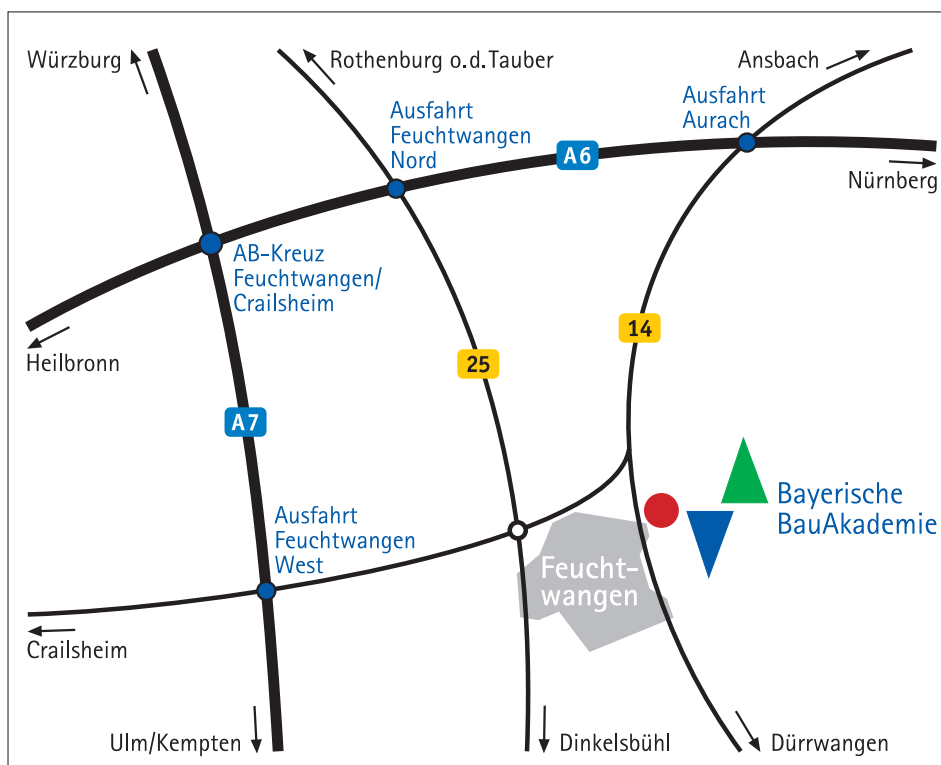 Würzburg
Rothenburg o.d.Tauber
Ansbach
Ausfahrt
Aurach
Ausfahrt
Feuchtwangen
Nord
A6
Nürnberg
AB-Kreuz
Feuchtwangen/
Crailsheim
Heilbronn
14
25
A7
Bayerische
BauAkademie
Ausfahrt
Feuchtwangen
West
Feucht-
wangen
Crailsheim
Ulm/Kempten
Dinkelsbühl
Dürrwangen